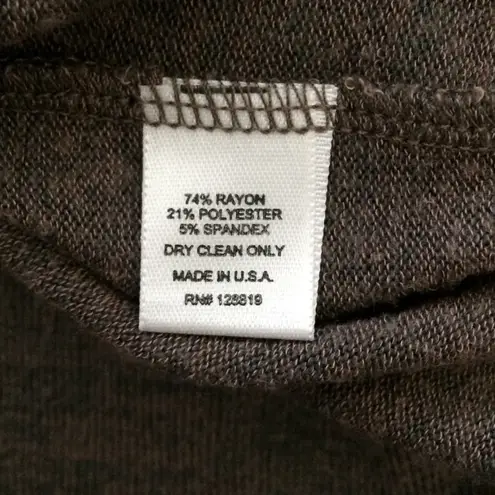 74% RAYON
21% POLYESTER
5% SPANDEX
DRY CLEAN ONLY
MADE IN U.S.A.
RN# 128819